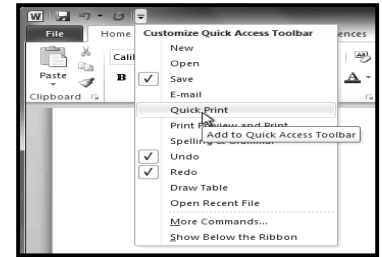 W
File Home Customize Quick Access Toolbar ences
New
Open
Paste B Save A
E-mail
Clipboard Quick Print
Print Preview and Print
Add to Quick Access Toolbar
Spelling & Grammar
Undo
Redo
Draw Table
Open Recent File
More Commands...
Show Below the Ribbon